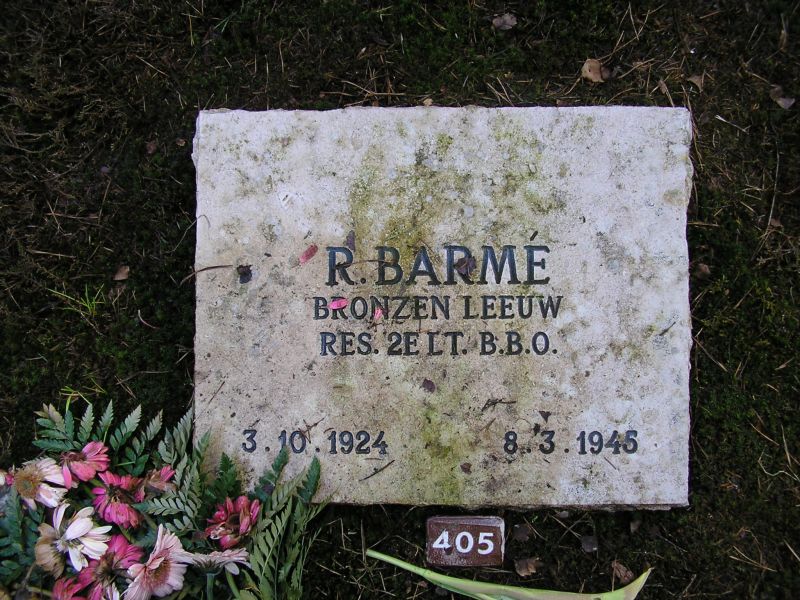 R. BARMÉ
BRONZEN LEEUW
RES. 2E LT. B.B.O.
3.10.1924 8.3.1945
405